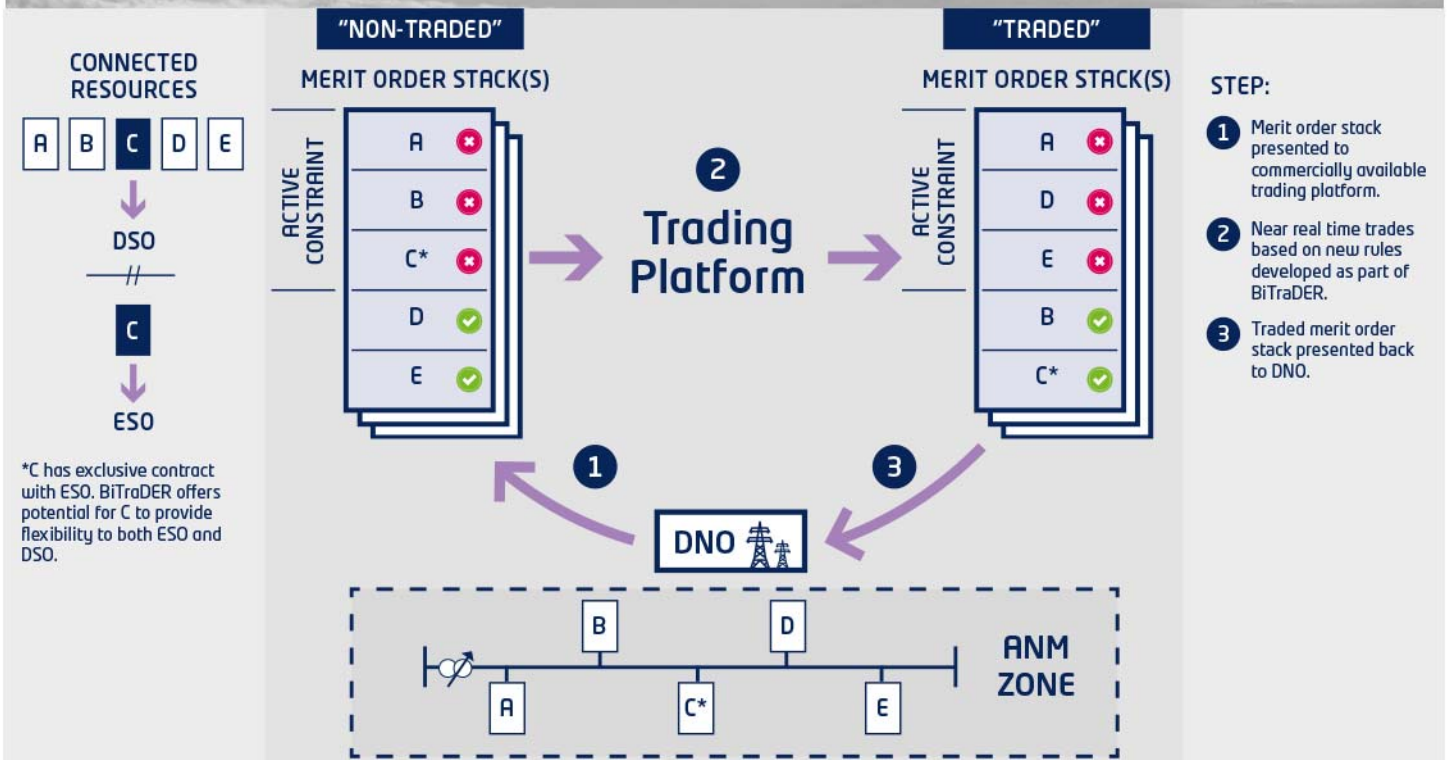 CONNECTED
RESOURCES
A B C D E
DSO
C
ESO
*C has exclusive contract
with ESO. BiTraDER offers
potential for C to provide
flexibility to both ESO and
DSO.
"NON-TRADED"
MERIT ORDER STACK(S)
ACTIVE
CONSTRAINT
A
B
C*
D
E
2
Trading
Platform
"TRADED"
MERIT ORDER STACK(S)
ACTIVE
CONSTRAINT
A
D
E
B
C*
1
3
DNO
B
D
A
C*
E
ANM
ZONE
STEP:
1 Merit order stack
presented to
commercially available
trading platform.
2 Near real time trades
based on new rules
developed as part of
BiTraDER.
3 Traded merit order
stack presented back
to DNO.